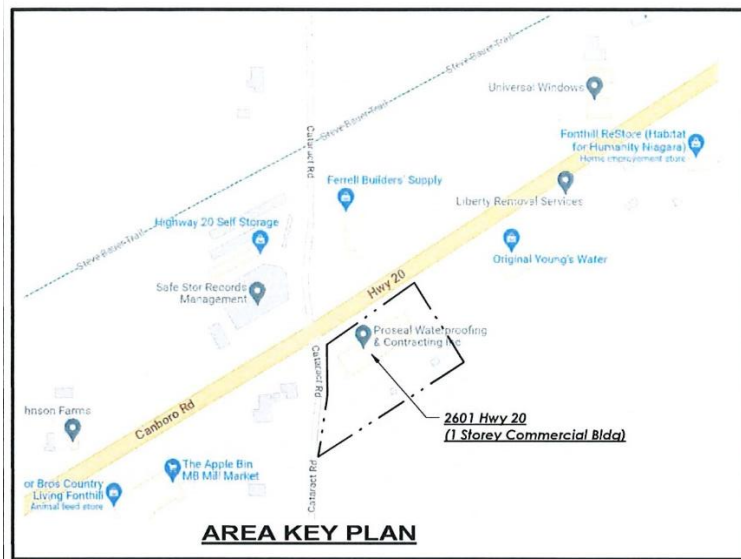 Steve Bauer Trail
Universal Windows
Steve Bauer Trail
Cataract Rd
Fonthill ReStore (Habitat
for Humanity Niagara)
Home improvement store
Ferrell Builders' Supply
Liberty Removal Services
Highway 20 Self Storage
Steve Bauer Trail
Original Young's Water
Safe Stor Records
Management
Hwy 20
Proseal Waterproofing
& Contracting Inc
Cataract Rd
hnson Farms
Canboro Rd
2601 Hwy 20
(1 Storey Commercial Bldg)
The Apple Bin
MB Mill Market
or Bros Country
Living Fonthill
Animal feed store
Cataract Rd
AREA KEY PLAN